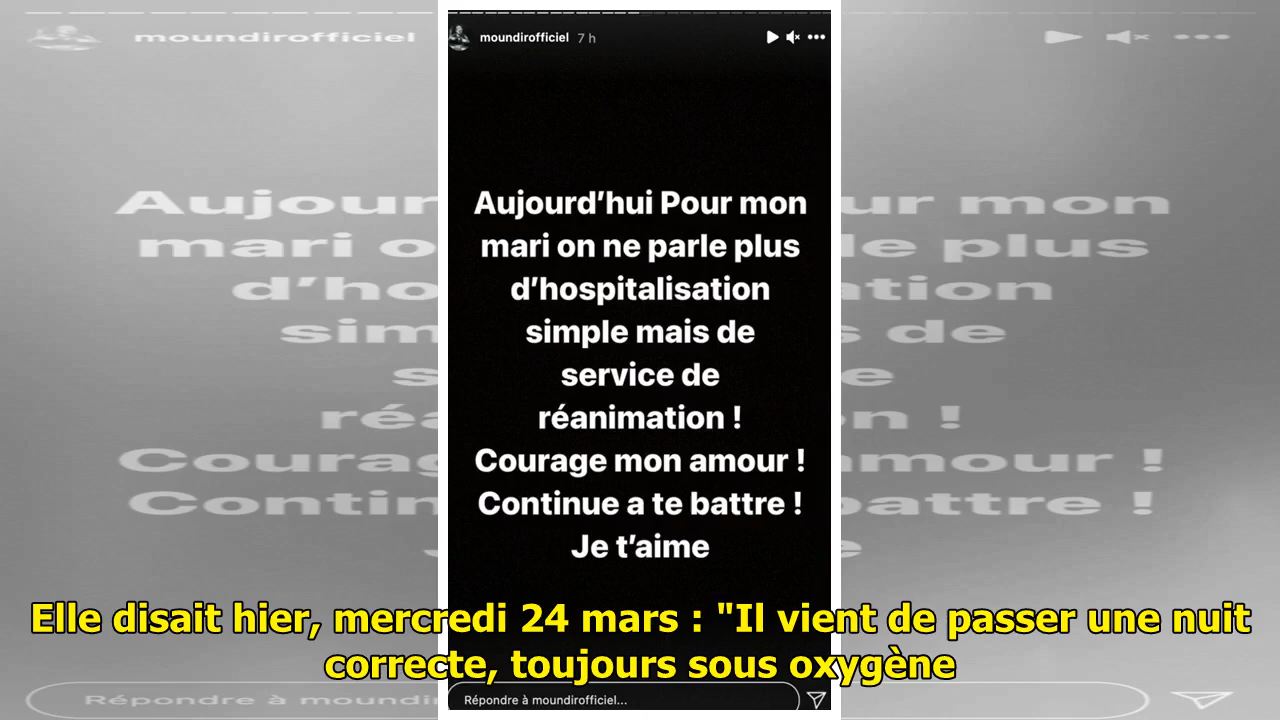 moundirofficiel 7 h
Aujourd’hui Pour mon
mari on ne parle plus
d’hospitalisation
simple mais de
service de
réanimation !
Courage mon amour !
Continue a te battre !
Je t’aime
Elle disait hier, mercredi 24 mars : "Il vient de passer une nuit
correcte, toujours sous oxygène
Répondre à moundirofficiel...